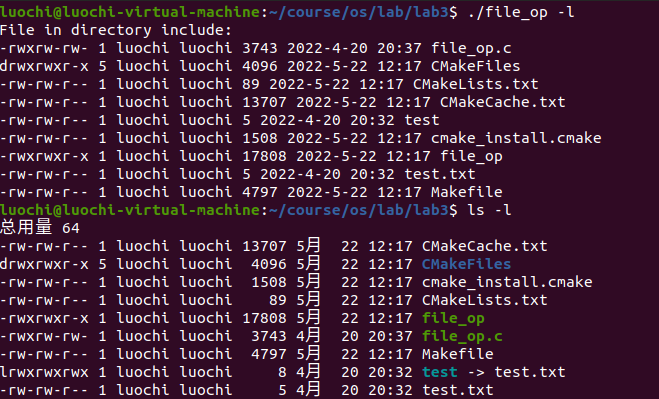 luochi@luochi-virtual-machine:~/course/os/lab/lab3$ ./file_op -l
File in directory include:
-rwxrw-rw- 1 luochi luochi 3743 2022-4-20 20:37 file_op.c
drwxrwxr-x 5 luochi luochi 4096 2022-5-22 12:17 CMakeFiles
-rw-rw-r-- 1 luochi luochi 89 2022-5-22 12:17 CMakeLists.txt
-rw-rw-r-- 1 luochi luochi 13707 2022-5-22 12:17 CMakeCache.txt
-rw-rw-r-- 1 luochi luochi 5 2022-4-20 20:32 test
-rw-rw-r-- 1 luochi luochi 1508 2022-5-22 12:17 cmake_install.cmake
-rwxrwxr-x 1 luochi luochi 17808 2022-5-22 12:17 file_op
-rw-rw-r-- 1 luochi luochi 5 2022-4-20 20:32 test.txt
-rw-rw-r-- 1 luochi luochi 4797 2022-5-22 12:17 Makefile
luochi@luochi-virtual-machine:~/course/os/lab/lab3$ ls -l
总用量 64
-rw-rw-r-- 1 luochi luochi 13707 5月  22 12:17 CMakeCache.txt
drwxrwxr-x 5 luochi luochi  4096 5月  22 12:17 CMakeFiles
-rw-rw-r-- 1 luochi luochi  1508 5月  22 12:17 cmake_install.cmake
-rw-rw-r-- 1 luochi luochi    89 5月  22 12:17 CMakeLists.txt
-rwxrwxr-x 1 luochi luochi 17808 5月  22 12:17 file_op
-rwxrw-rw- 1 luochi luochi  3743 4月  20 20:37 file_op.c
-rw-rw-r-- 1 luochi luochi  4797 5月  22 12:17 Makefile
lrwxrwxrwx 1 luochi luochi     8 4月  20 20:32 test -> test.txt
-rw-rw-r-- 1 luochi luochi     5 4月  20 20:32 test.txt